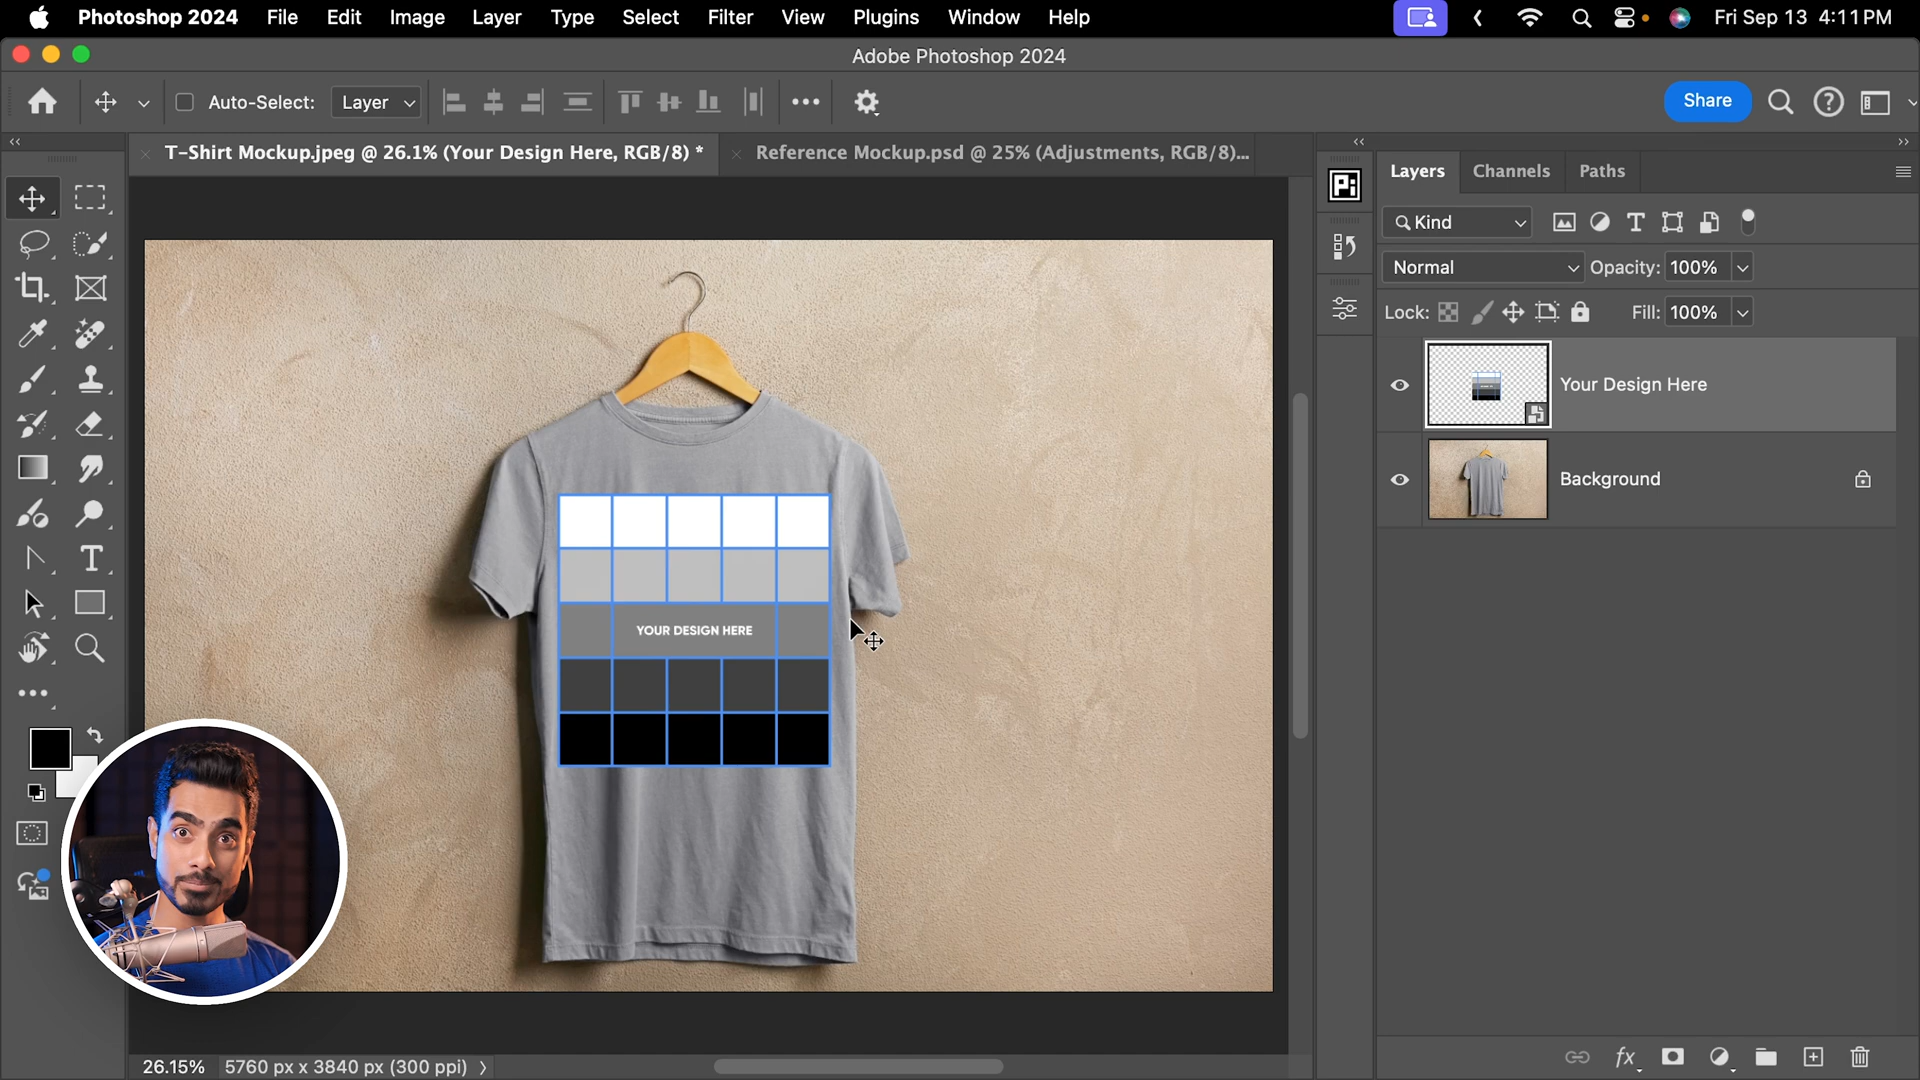 Photoshop 2024 File Edit Image Layer Type Select Filter View Plugins Window Help Fri Sep 13 4:11 PM
Adobe Photoshop 2024
Auto-Select: Layer Share
T-Shirt Mockup.jpeg @ 26.1% (Your Design Here, RGB/8) * Reference Mockup.psd @ 25% (Adjustments, RGB/8)...
Layers Channels Paths
Kind
Normal Opacity: 100%
Lock: Fill: 100%
Your Design Here
Background
YOUR DESIGN HERE
26.15% 5760 px x 3840 px (300 ppi)